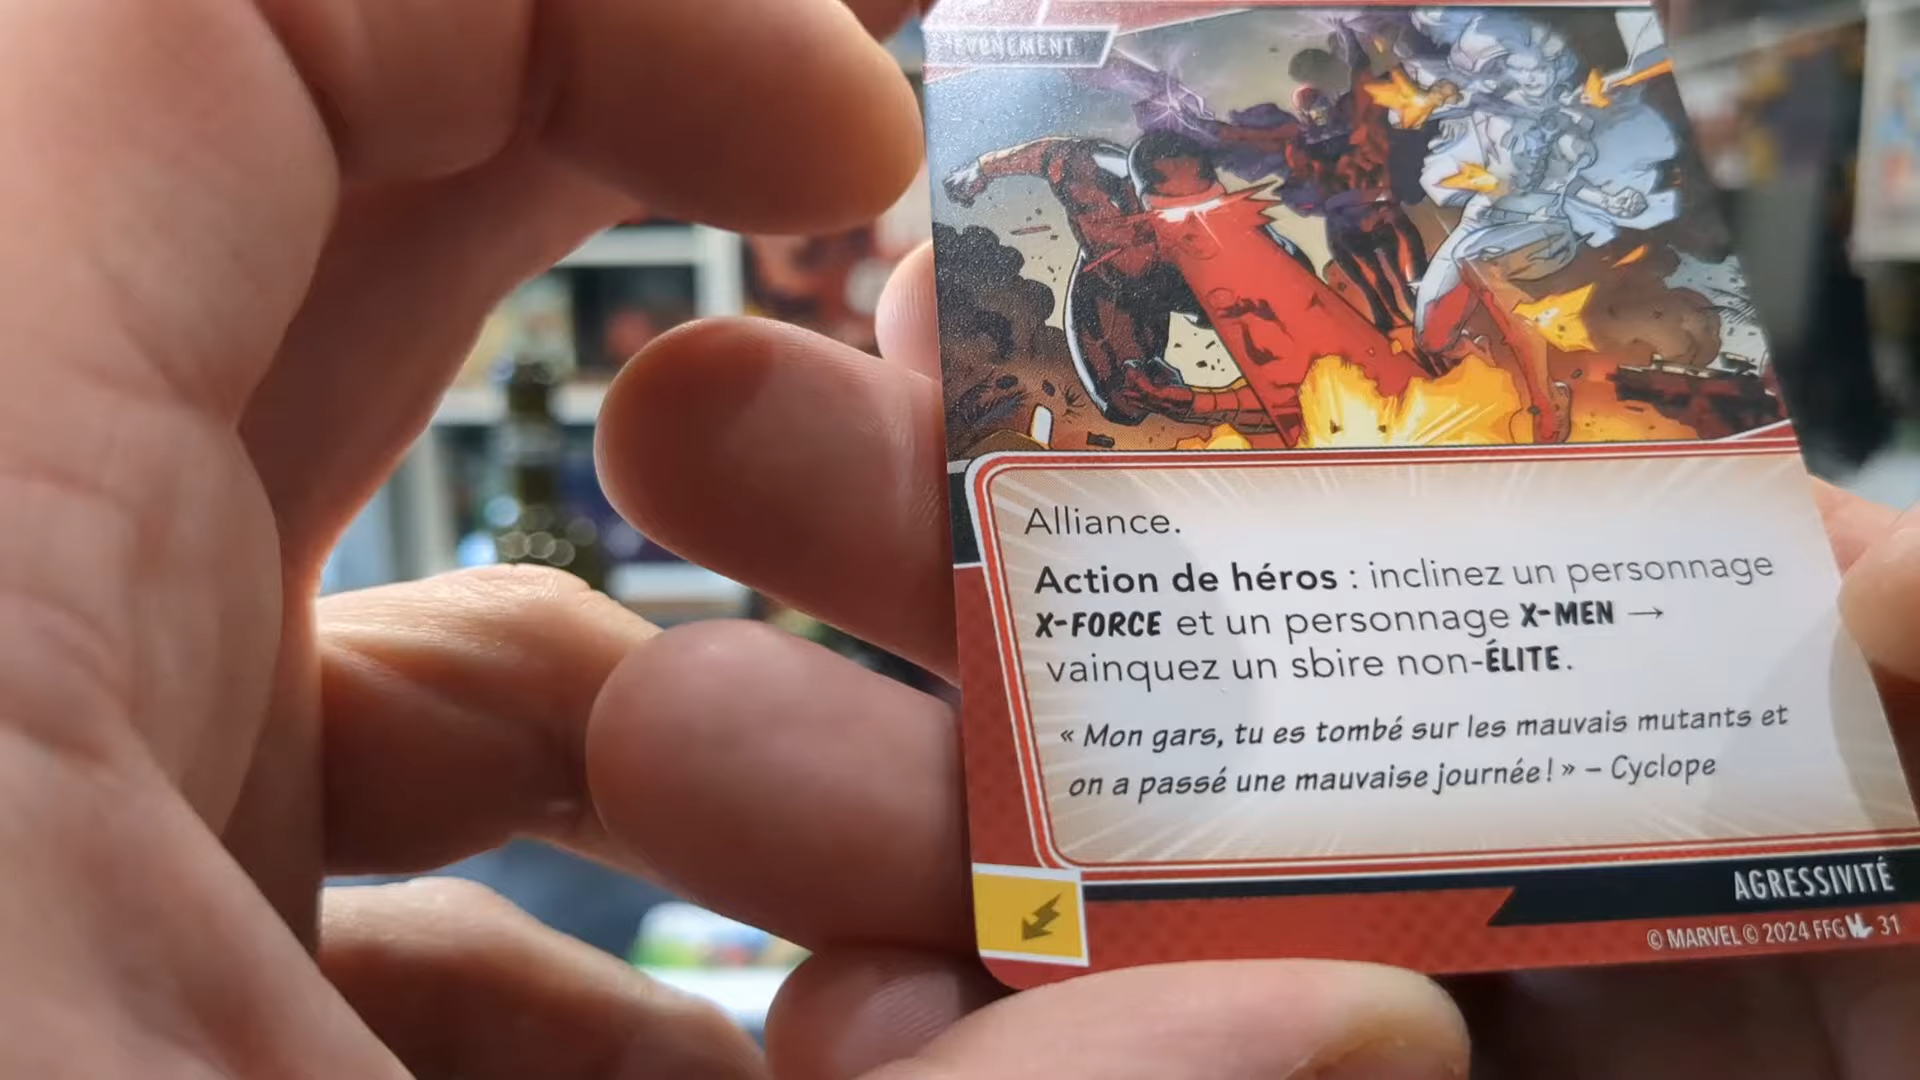 ÉVÉNEMENT
Alliance.
Action de héros : inclinez un personnage
X-FORCE et un personnage X-MEN →
vainquez un sbire non-ÉLITE.
« Mon gars, tu es tombé sur les mauvais mutants et
on a passé une mauvaise journée ! » – Cyclope
AGRESSIVITÉ
© MARVEL © 2024 FFG 31